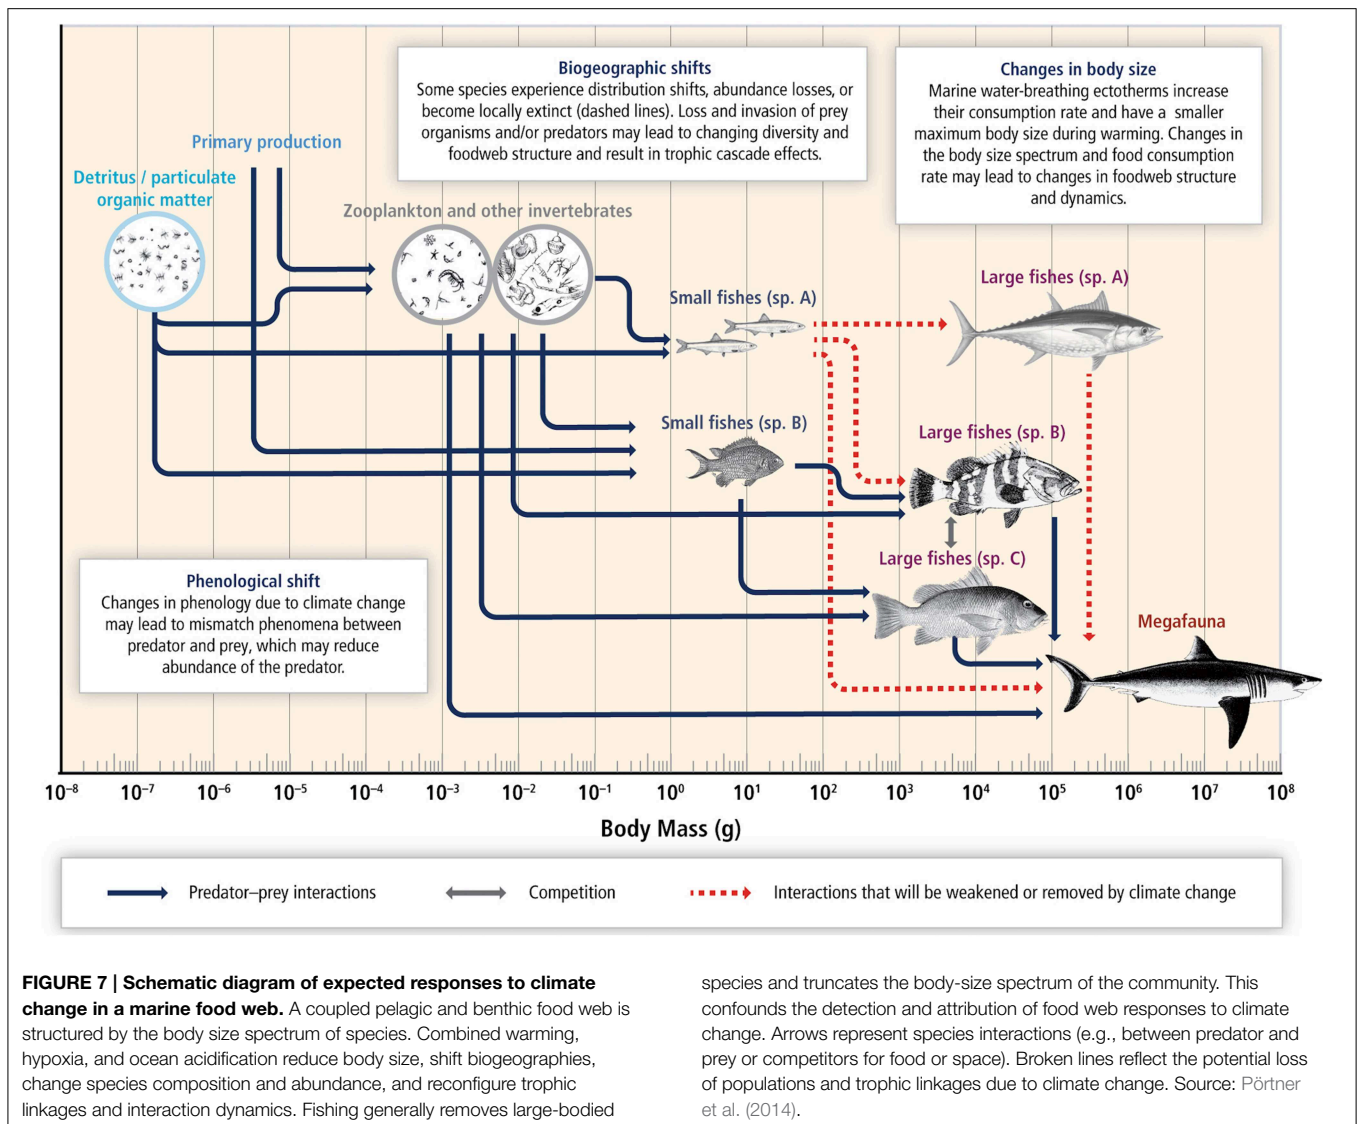 Biogeographic shifts
Some species experience distribution shifts, abundance losses, or
become locally extinct (dashed lines). Loss and invasion of prey
organisms and/or predators may lead to changing diversity and
foodweb structure and result in trophic cascade effects.
Changes in body size
Marine water-breathing ectotherms increase
their consumption rate and have a smaller
maximum body size during warming. Changes in
the body size spectrum and food consumption
rate may lead to changes in foodweb structure
and dynamics.
Primary production
Detritus / particulate
organic matter
Zooplankton and other invertebrates
Small fishes (sp. A)
Large fishes (sp. A)
Small fishes (sp. B)
Large fishes (sp. B)
Large fishes (sp. C)
Megafauna
Phenological shift
Changes in phenology due to climate change
may lead to mismatch phenomena between
predator and prey, which may reduce
abundance of the predator.
10⁻⁸ 10⁻⁷ 10⁻⁶ 10⁻⁵ 10⁻⁴ 10⁻³ 10⁻² 10⁻¹ 10⁰ 10¹ 10² 10³ 10⁴ 10⁵ 10⁶ 10⁷ 10⁸
Body Mass (g)
Predator–prey interactions
Competition
Interactions that will be weakened or removed by climate change
FIGURE 7 | Schematic diagram of expected responses to climate
change in a marine food web. A coupled pelagic and benthic food web is
structured by the body size spectrum of species. Combined warming,
hypoxia, and ocean acidification reduce body size, shift biogeographies,
change species composition and abundance, and reconfigure trophic
linkages and interaction dynamics. Fishing generally removes large-bodied
species and truncates the body-size spectrum of the community. This
confounds the detection and attribution of food web responses to climate
change. Arrows represent species interactions (e.g., between predator and
prey or competitors for food or space). Broken lines reflect the potential loss
of populations and trophic linkages due to climate change. Source: Pörtner
et al. (2014).